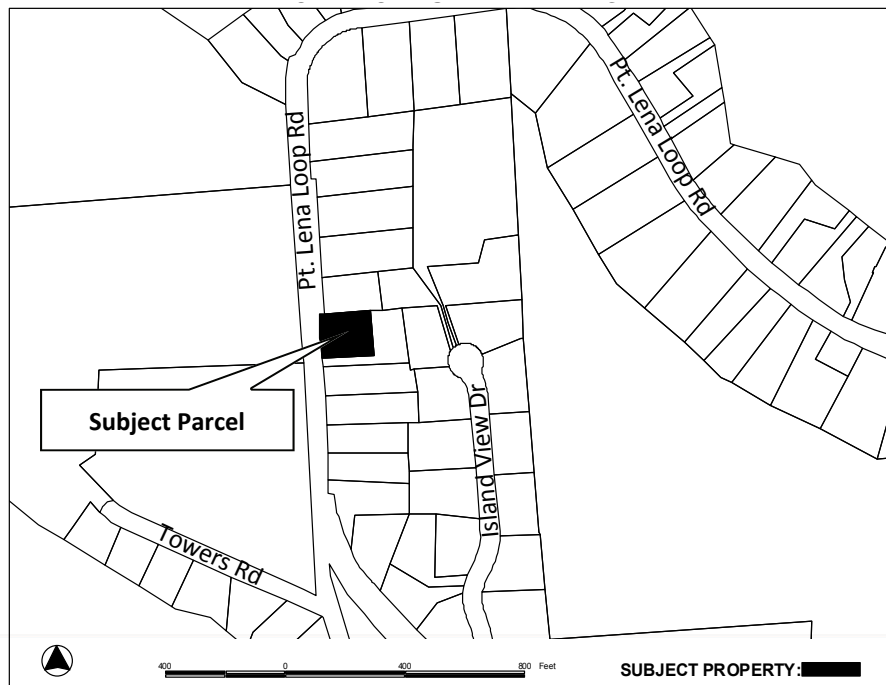 Pt. Lena Loop Rd
Pt. Lena Loop Rd
Subject Parcel
Island View Dr
Towers Rd
400 0 400 800 Feet
SUBJECT PROPERTY: